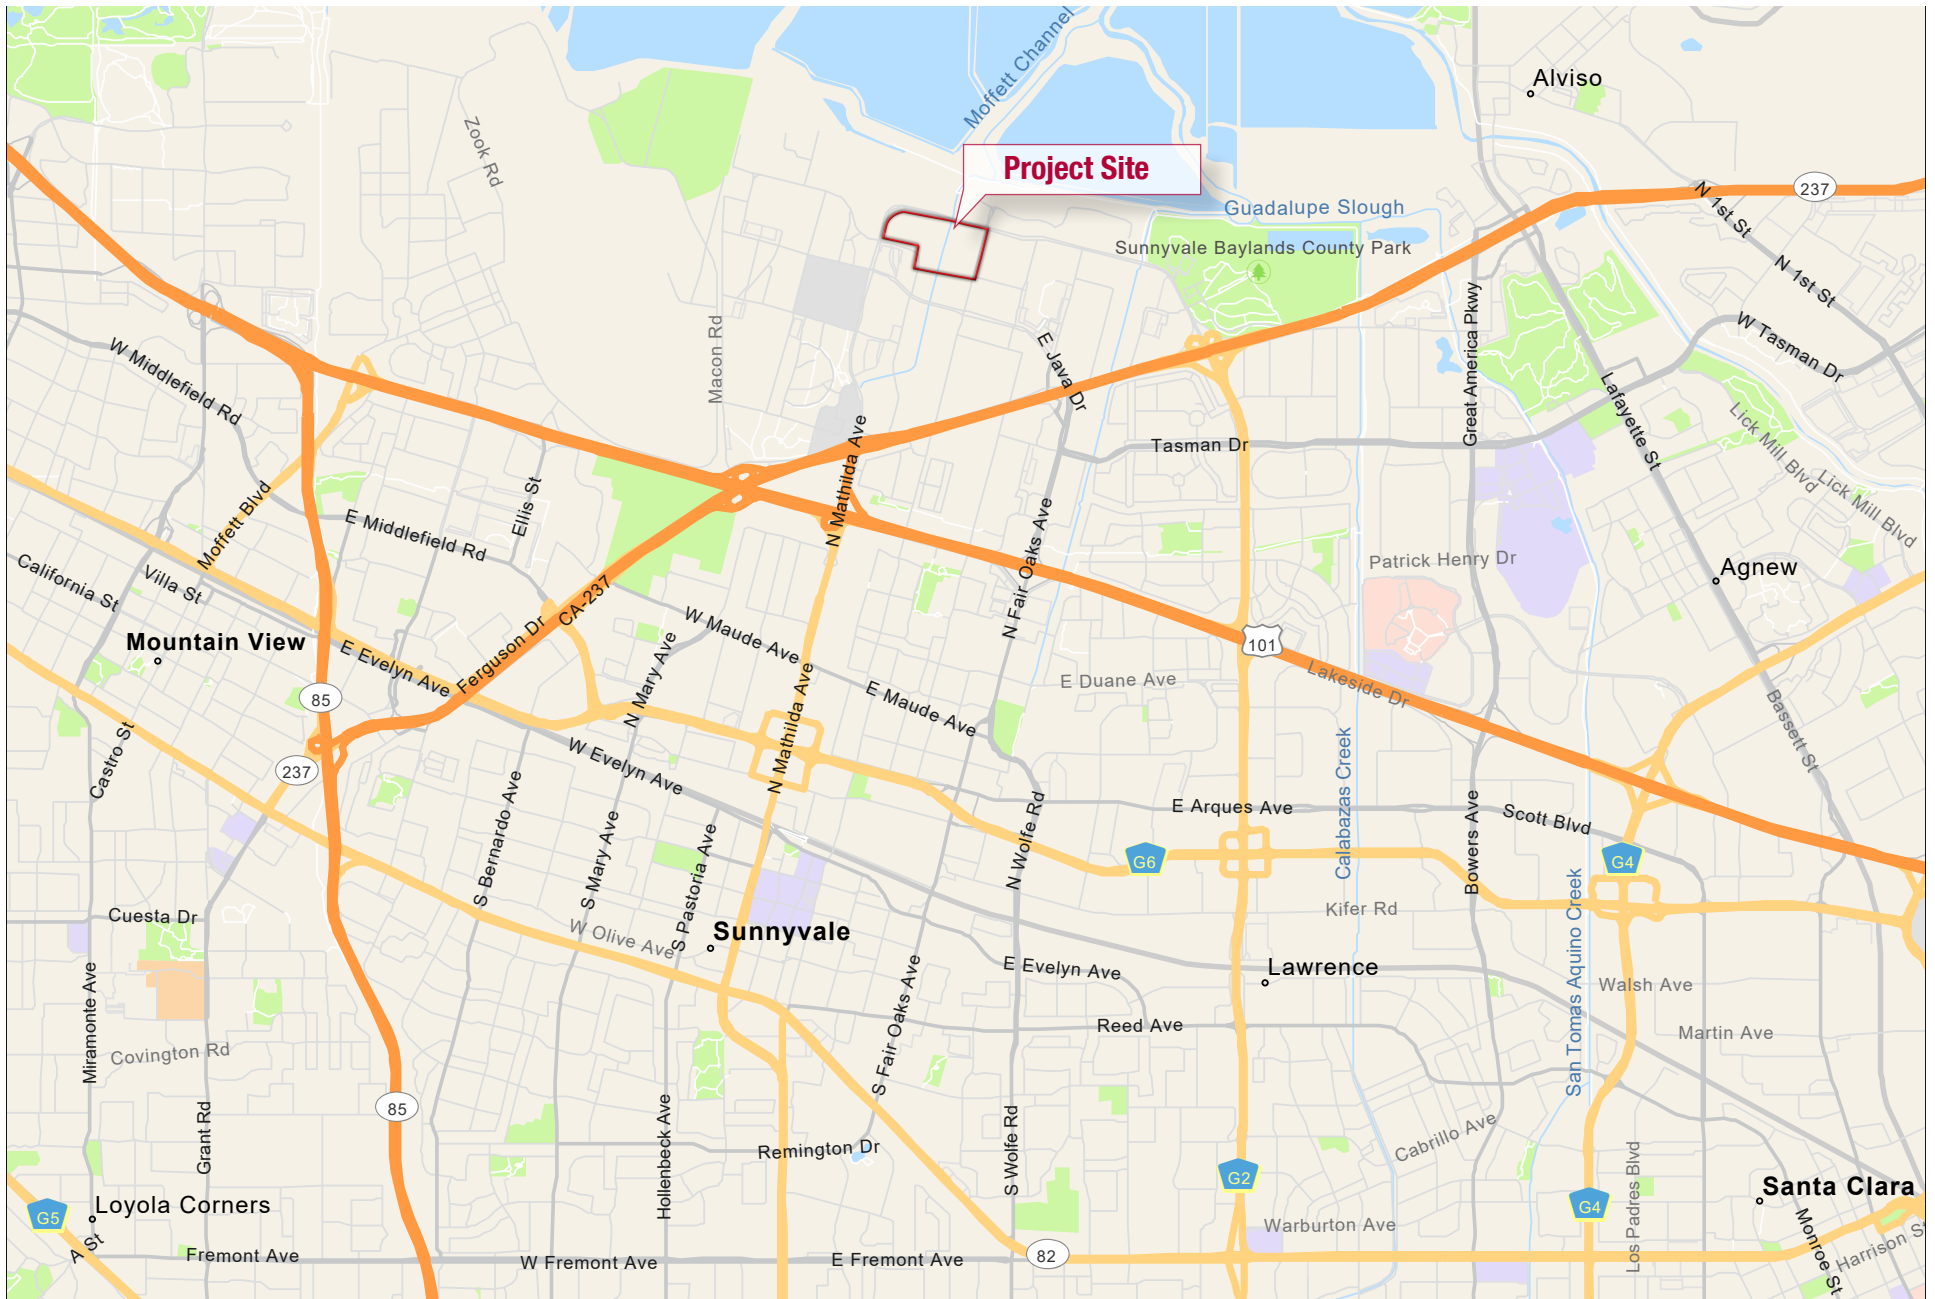 Moffett Channel
Alviso
Zook Rd
Project Site
237
N 1st St
Guadalupe Slough
Sunnyvale Baylands County Park
N 1st St
Great America Pkwy
W Tasman Dr
Macon Rd
E Java Dr
W Middlefield Rd
Lafayette St
Lick Mill Blvd
Tasman Dr
N Mathilda Ave
Lick Mill Blvd
Moffett Blvd
Ellis St
E Middlefield Rd
N Fair Oaks Ave
Patrick Henry Dr
Agnew
California St
Villa St
CA-237
Mountain View
W Maude Ave
101
E Evelyn Ave
Ferguson Dr
N Mary Ave
E Duane Ave
Lakeside Dr
85
E Maude Ave
N Mathilda Ave
Bassett St
Castro St
237
W Evelyn Ave
Calabazas Creek
E Arques Ave
Scott Blvd
S Bernardo Ave
S Mary Ave
S Pastoria Ave
N Wolfe Rd
G6
Bowers Ave
G4
Cuesta Dr
W Olive Ave
Sunnyvale
Kifer Rd
San Tomas Aquino Creek
E Evelyn Ave
Lawrence
Walsh Ave
Miramonte Ave
Covington Rd
S Fair Oaks Ave
Reed Ave
Martin Ave
85
Grant Rd
Hollenbeck Ave
Remington Dr
S Wolfe Rd
Cabrillo Ave
G2
Los Padres Blvd
Santa Clara
G5
Loyola Corners
G4
A St
Fremont Ave
W Fremont Ave
E Fremont Ave
82
Warburton Ave
Monroe St
Harrison St